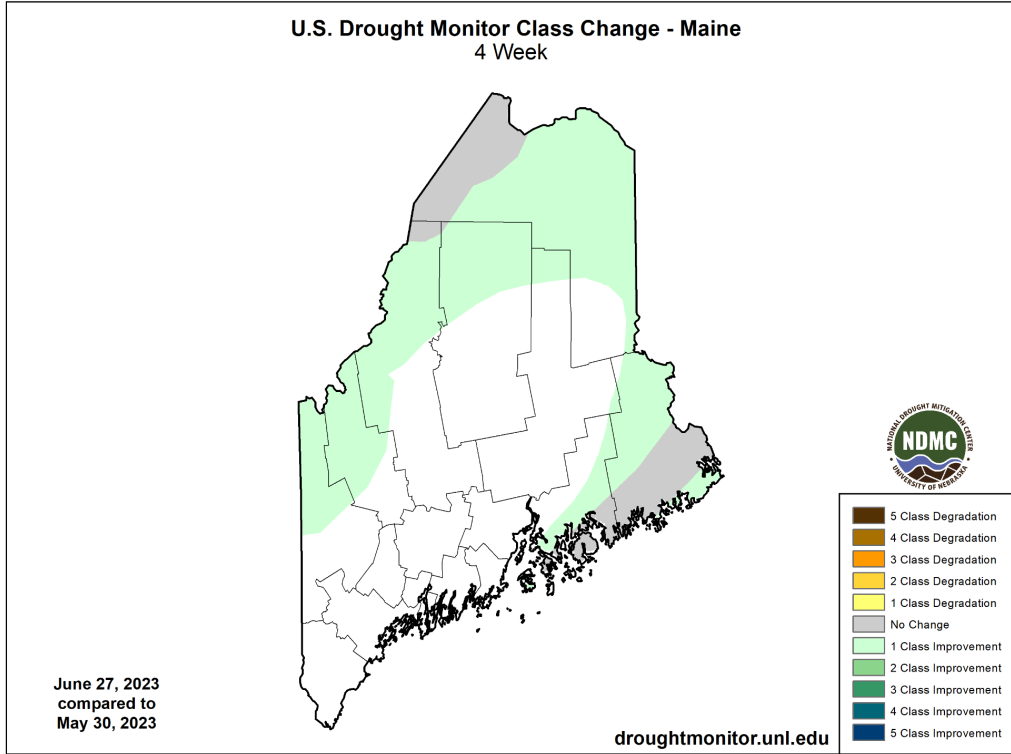 U.S. Drought Monitor Class Change - Maine
4 Week
NATIONAL DROUGHT MITIGATION CENTER
NDMC
UNIVERSITY OF NEBRASKA
5 Class Degradation
4 Class Degradation
3 Class Degradation
2 Class Degradation
1 Class Degradation
No Change
1 Class Improvement
2 Class Improvement
3 Class Improvement
4 Class Improvement
5 Class Improvement
June 27, 2023
compared to
May 30, 2023
droughtmonitor.unl.edu